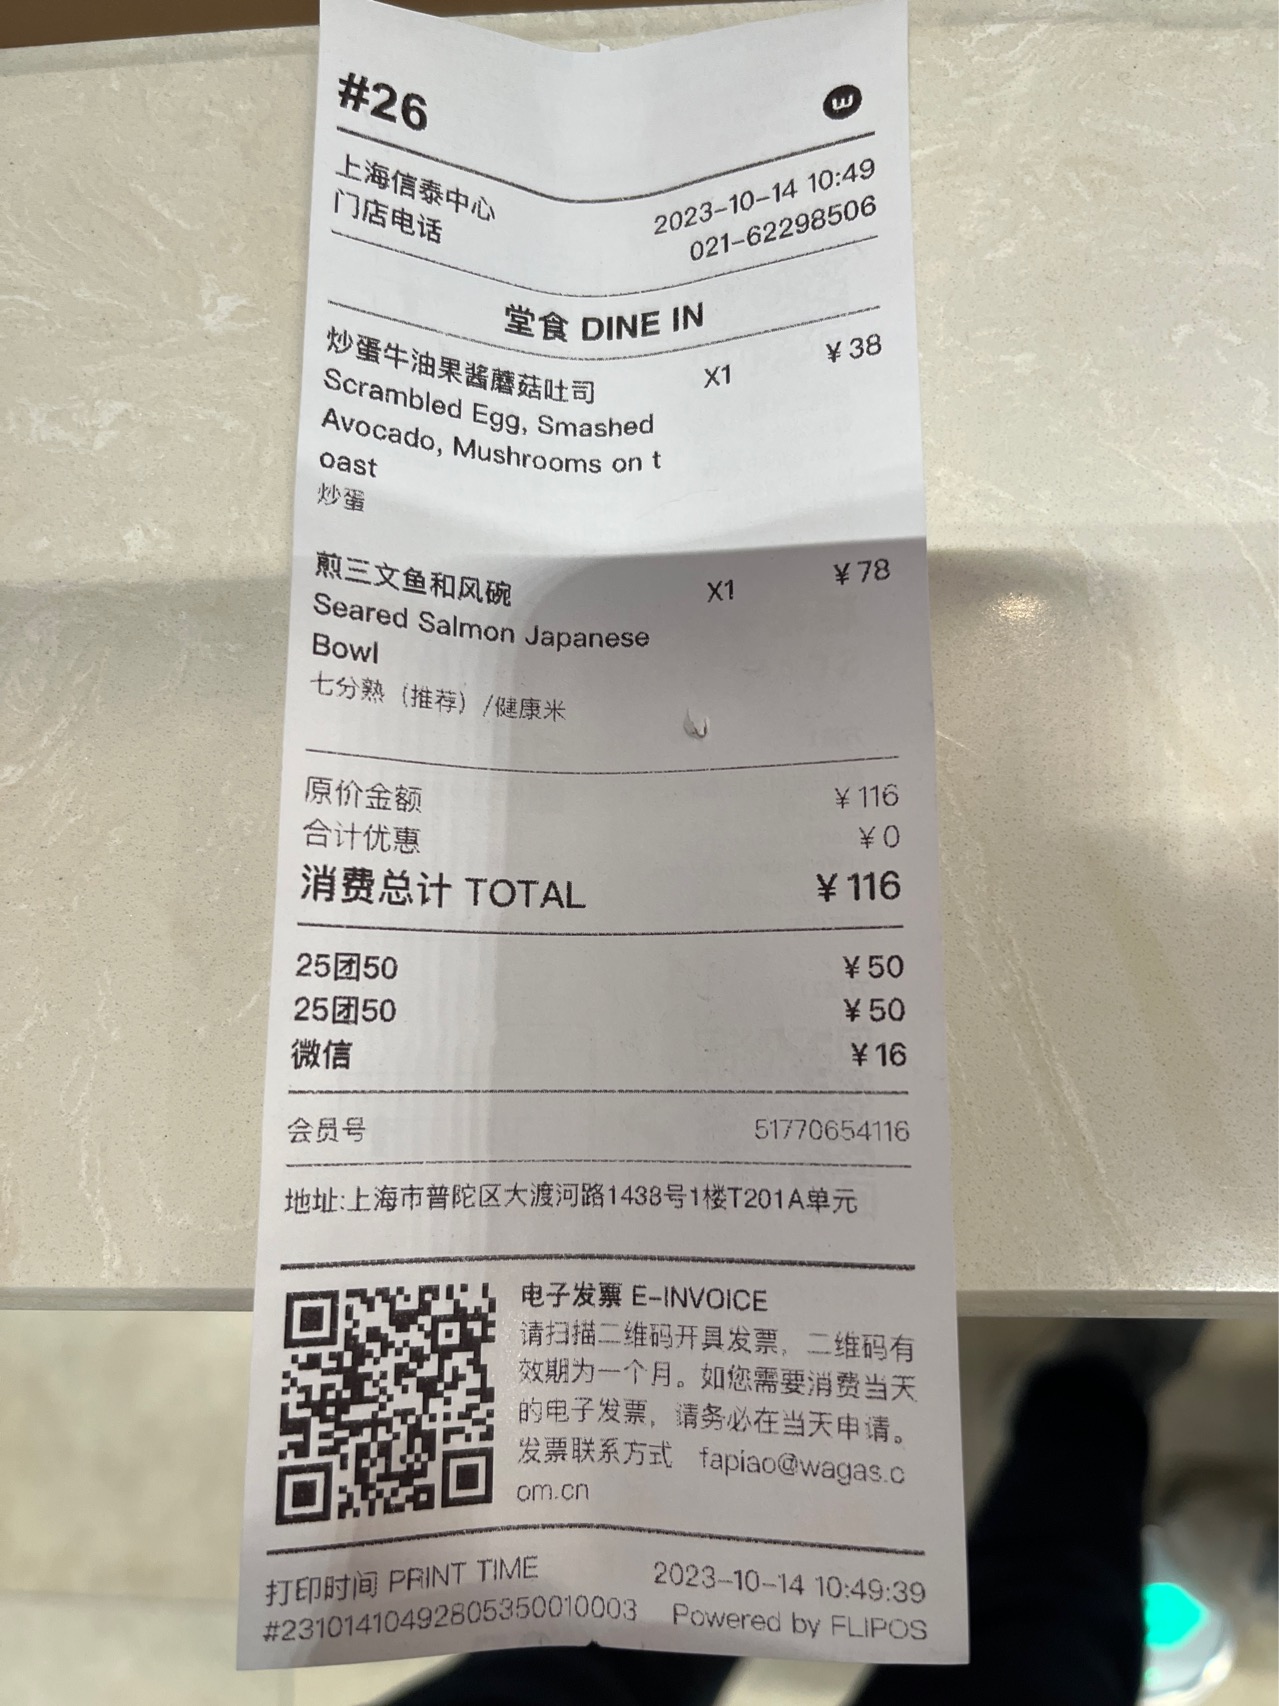 #26
上海信泰中心 2023-10-14 10:49
门店电话 021-62298506
堂食 DINE IN
炒蛋牛油果酱蘑菇吐司 X1 ¥38
Scrambled Egg, Smashed
Avocado, Mushrooms on t
oast
炒蛋
煎三文鱼和风碗 X1 ¥78
Seared Salmon Japanese
Bowl
七分熟（推荐）/健康米
原价金额 ¥116
合计优惠 ¥0
消费总计 TOTAL ¥116
25团50 ¥50
25团50 ¥50
微信 ¥16
会员号 51770654116
地址:上海市普陀区大渡河路1438号1楼T201A单元
电子发票 E-INVOICE
请扫描二维码开具发票，二维码有
效期为一个月。如您需要消费当天
的电子发票，请务必在当天申请。
发票联系方式 fapiao@wagas.c
om.cn
打印时间 PRINT TIME 2023-10-14 10:49:39
#23101410492805350010003 Powered by FLIPOS